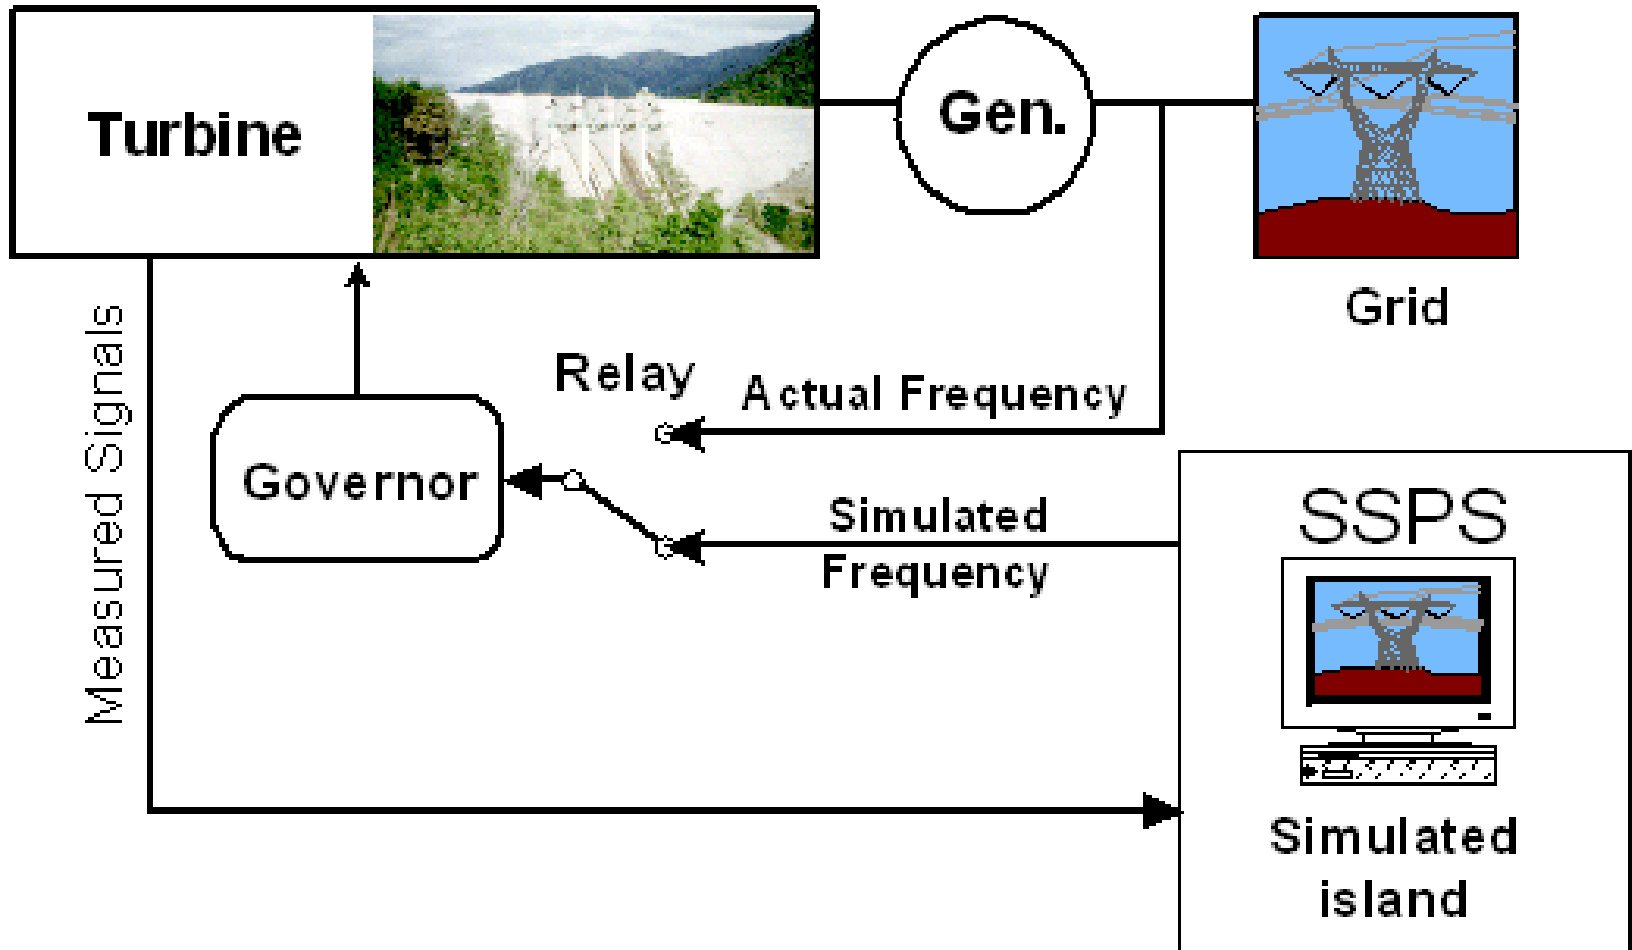 Turbine
Gen.
Grid
Measured Signals
Relay
Actual Frequency
Governor
Simulated
Frequency
SSPS
Simulated
island